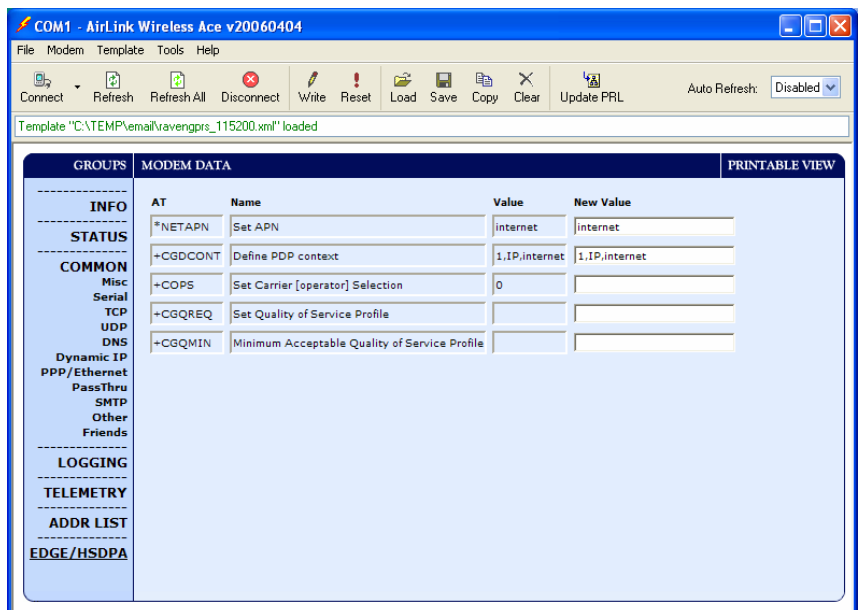 COM1 - AirLink Wireless Ace v20060404
File Modem Template Tools Help
Connect Refresh Refresh All Disconnect Write Reset Load Save Copy Clear Update PRL Auto Refresh: Disabled
Template "C:\TEMP\email\ravengprs_115200.xml" loaded
GROUPS MODEM DATA PRINTABLE VIEW
INFO
STATUS
COMMON
Misc
Serial
TCP
UDP
DNS
Dynamic IP
PPP/Ethernet
PassThru
SMTP
Other
Friends
LOGGING
TELEMETRY
ADDR LIST
EDGE/HSDPA
AT Name Value New Value
*NETAPN Set APN internet internet
+CGDCONT Define PDP context 1,IP,internet 1,IP,internet
+COPS Set Carrier [operator] Selection 0
+CGQREQ Set Quality of Service Profile
+CGQMIN Minimum Acceptable Quality of Service Profile